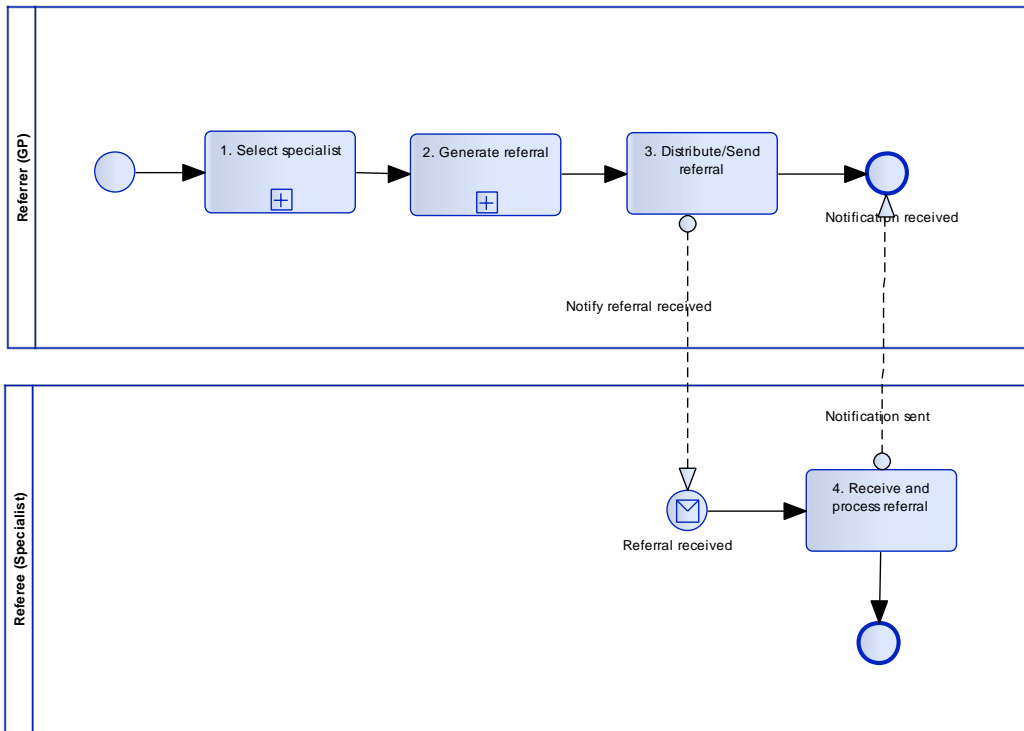 Referrer (GP)
1. Select specialist
2. Generate referral
3. Distribute/Send
referral
Notification received
Notify referral received
Referee (Specialist)
Notification sent
4. Receive and
process referral
Referral received